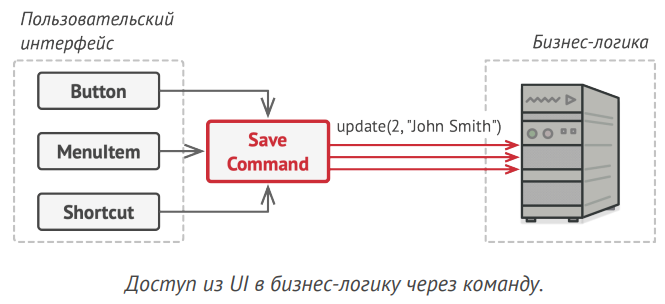 Пользовательский
интерфейс
Бизнес-логика
Button
MenuItem
Shortcut
Save
Command
update(2, "John Smith")
Доступ из UI в бизнес-логику через команду.